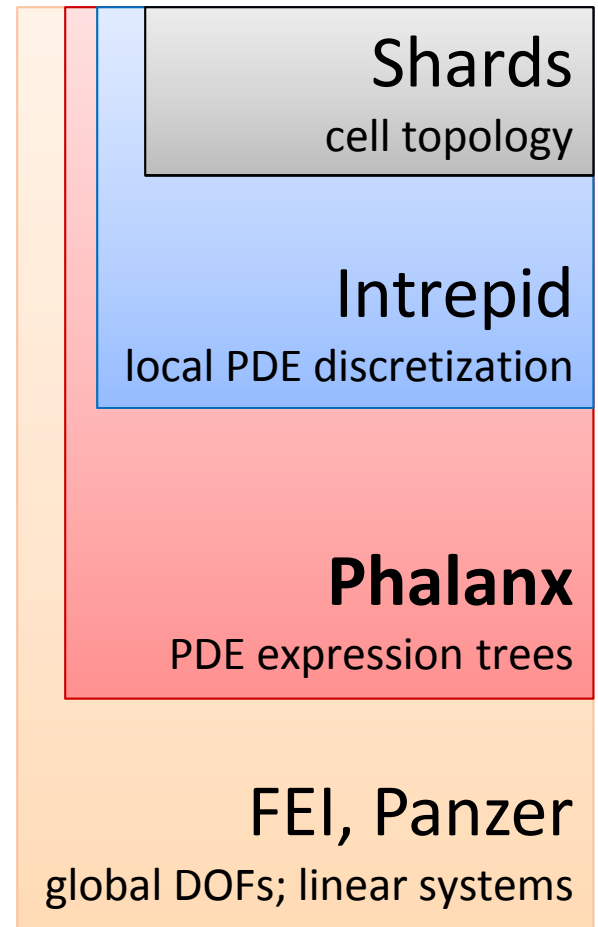 Shards
cell topology
Intrepid
local PDE discretization
Phalanx
PDE expression trees
FEI, Panzer
global DOFs; linear systems